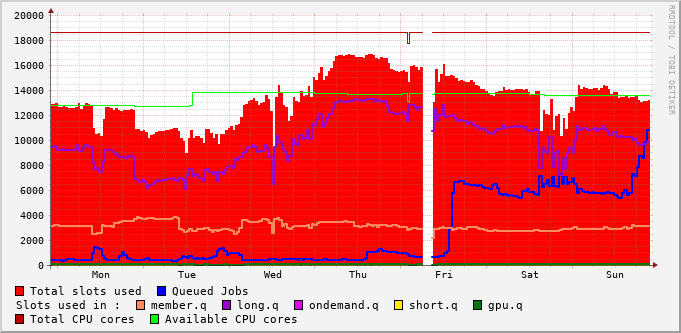 20000
18000
16000
14000
12000
10000
8000
6000
4000
2000
0
Mon Tue Wed Thu Fri Sat Sun
RRDTOOL / TOBI OETIKER
Total slots used Queued Jobs
Slots used in : member.q long.q ondemand.q short.q gpu.q
Total CPU cores Available CPU cores